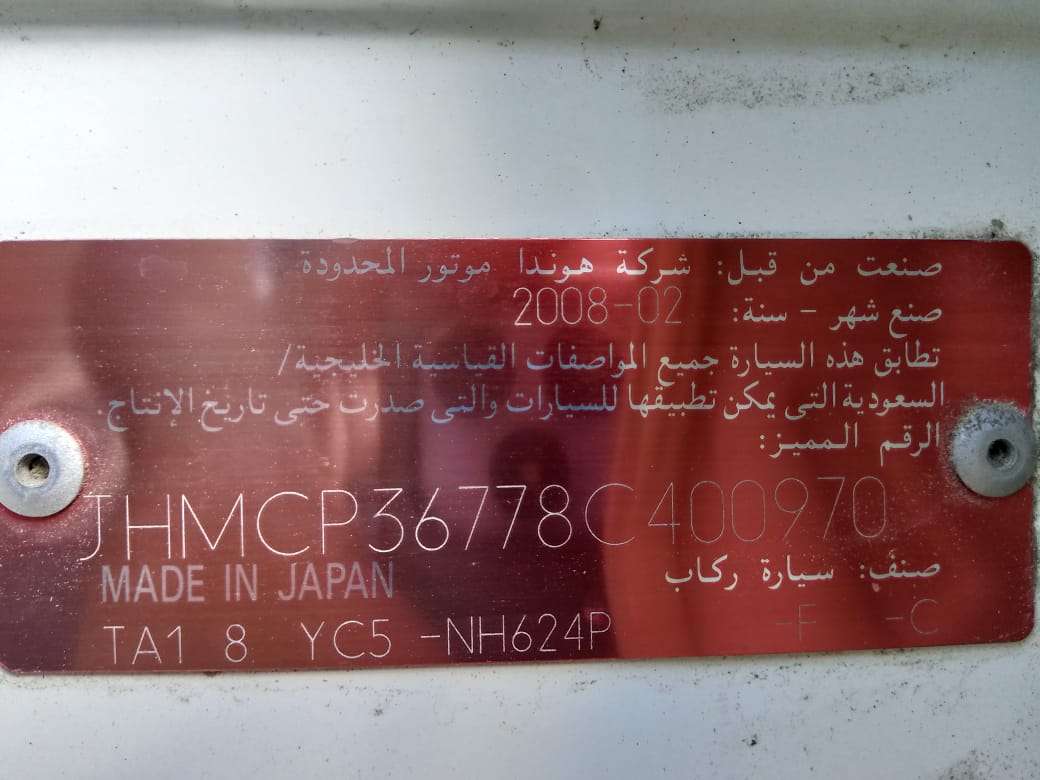 صنعت من قبل: شركة هوندا موتور المحدودة
صنع شهر - سنة: 2008-02
تطابق هذه السيارة جميع المواصفات القياسية الخليجية/
السعودية التى يمكن تطبيقها للسيارات والتى صدرت حتى تاريخ الإنتاج.
الرقم المميز:
JHMCP36778C400970
صنف: سيارة ركاب
MADE IN JAPAN
TA1 8 YC5 -NH624P -F -C